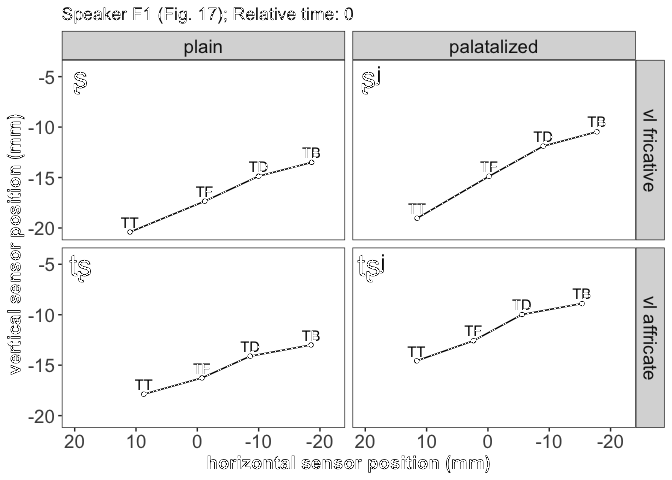 Speaker F1 (Fig. 17); Relative time: 0
plain
palatalized
ʂ
ʂʲ
-5
-10
-15
-20
TT
TF
TD
TB
TT
TF
TD
TB
vl fricative
tʂ
tʂʲ
-5
-10
-15
-20
TT
TF
TD
TB
TT
TF
TD
TB
vl affricate
vertical sensor position (mm)
20 10 0 -10 -20
20 10 0 -10 -20
horizontal sensor position (mm)